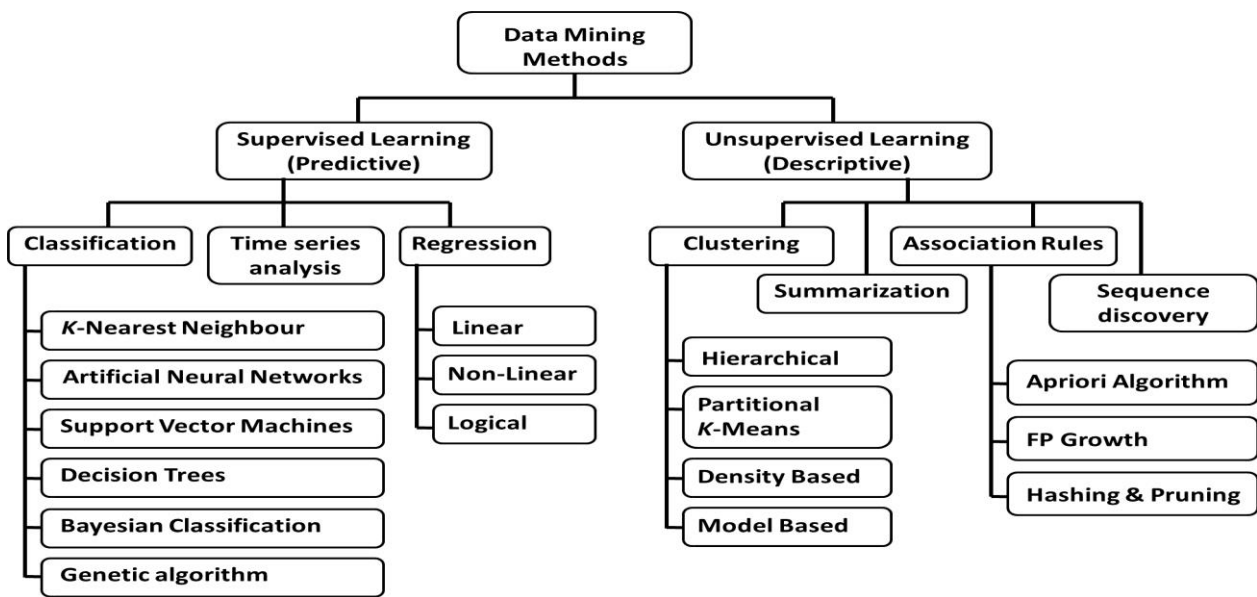 Data Mining
Methods
Supervised Learning
(Predictive)
Unsupervised Learning
(Descriptive)
Classification
Time series
analysis
Regression
Clustering
Summarization
Association Rules
Sequence
discovery
K-Nearest Neighbour
Artificial Neural Networks
Support Vector Machines
Decision Trees
Bayesian Classification
Genetic algorithm
Linear
Non-Linear
Logical
Hierarchical
Partitional
K-Means
Density Based
Model Based
Apriori Algorithm
FP Growth
Hashing & Pruning